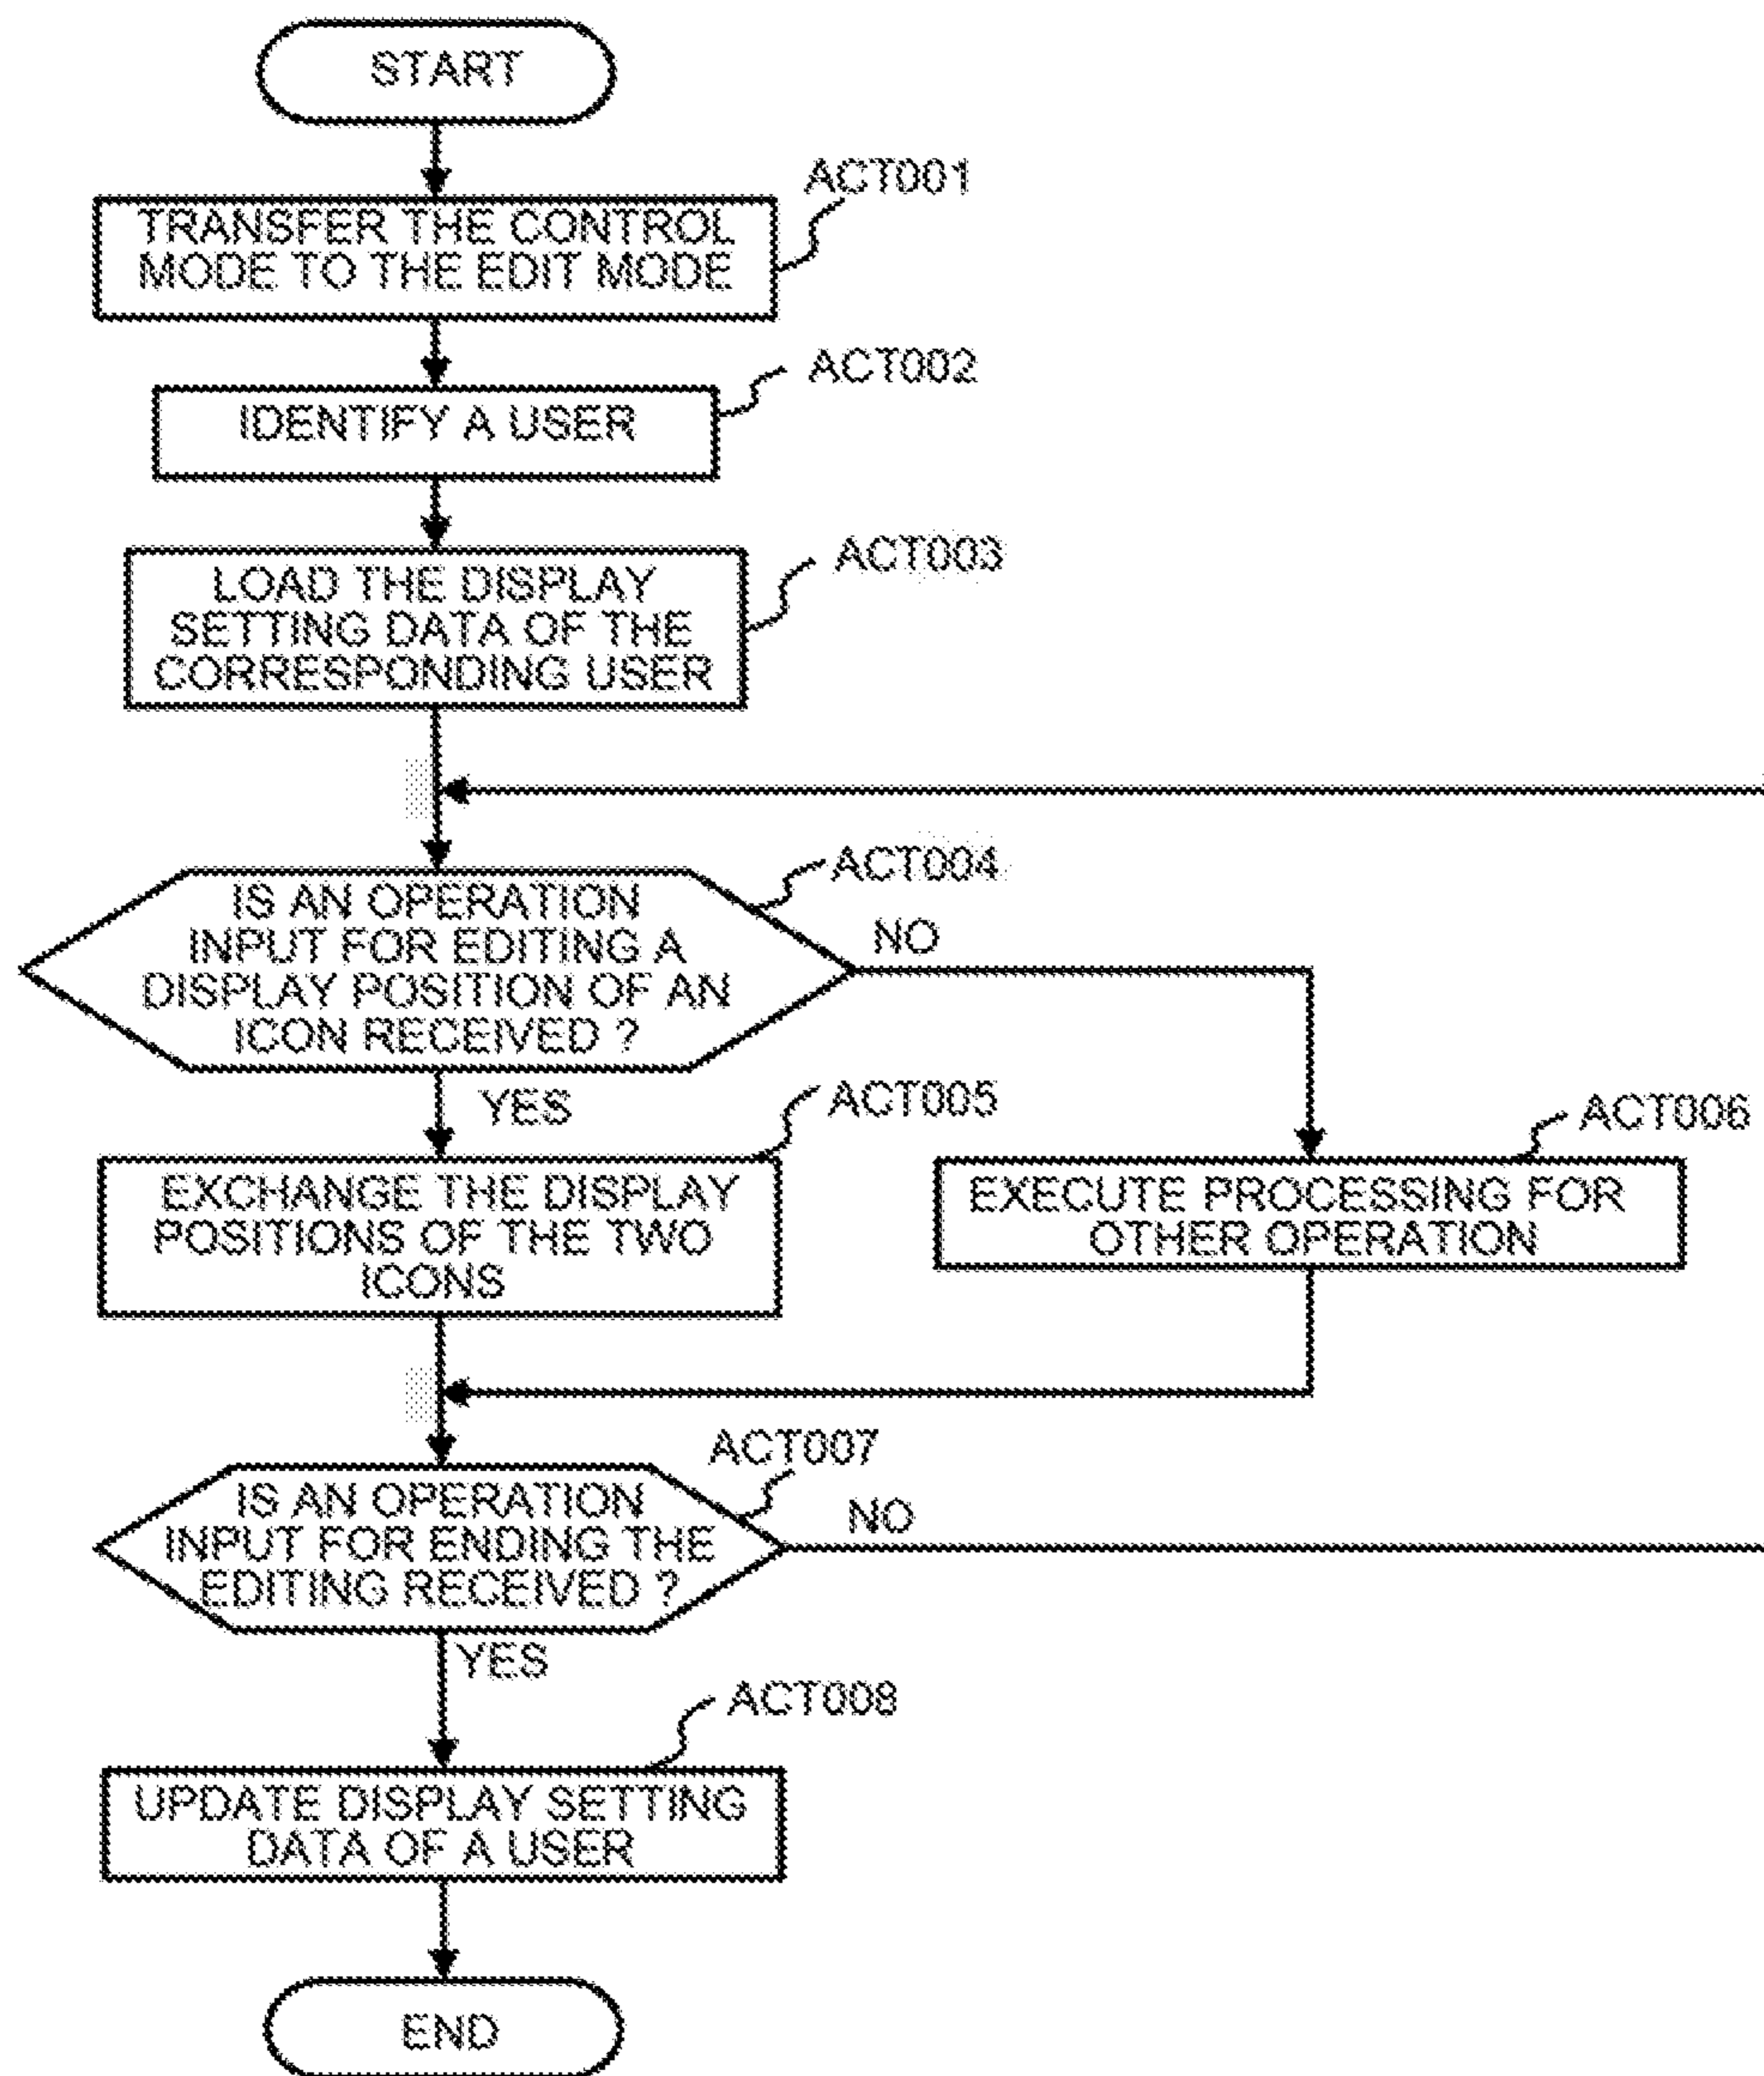 START
ACT001
TRANSFER THE CONTROL
MODE TO THE EDIT MODE
ACT002
IDENTIFY A USER
ACT003
LOAD THE DISPLAY
SETTING DATA OF THE
CORRESPONDING USER
ACT004
IS AN OPERATION
INPUT FOR EDITING A
DISPLAY POSITION OF AN
ICON RECEIVED ?
NO
YES
ACT005
EXCHANGE THE DISPLAY
POSITIONS OF THE TWO
ICONS
ACT006
EXECUTE PROCESSING FOR
OTHER OPERATION
ACT007
IS AN OPERATION
INPUT FOR ENDING THE
EDITING RECEIVED ?
NO
YES
ACT008
UPDATE DISPLAY SETTING
DATA OF A USER
END